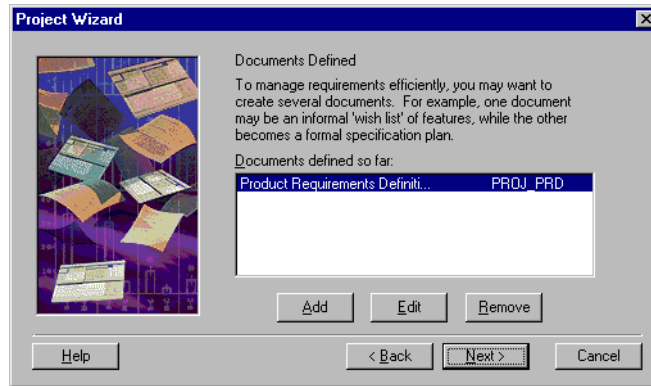 Project Wizard
Documents Defined
To manage requirements efficiently, you may want to
create several documents. For example, one document
may be an informal 'wish list' of features, while the other
becomes a formal specification plan.
Documents defined so far:
Product Requirements Definiti... PROJ_PRD
Add Edit Remove
Help < Back Next > Cancel